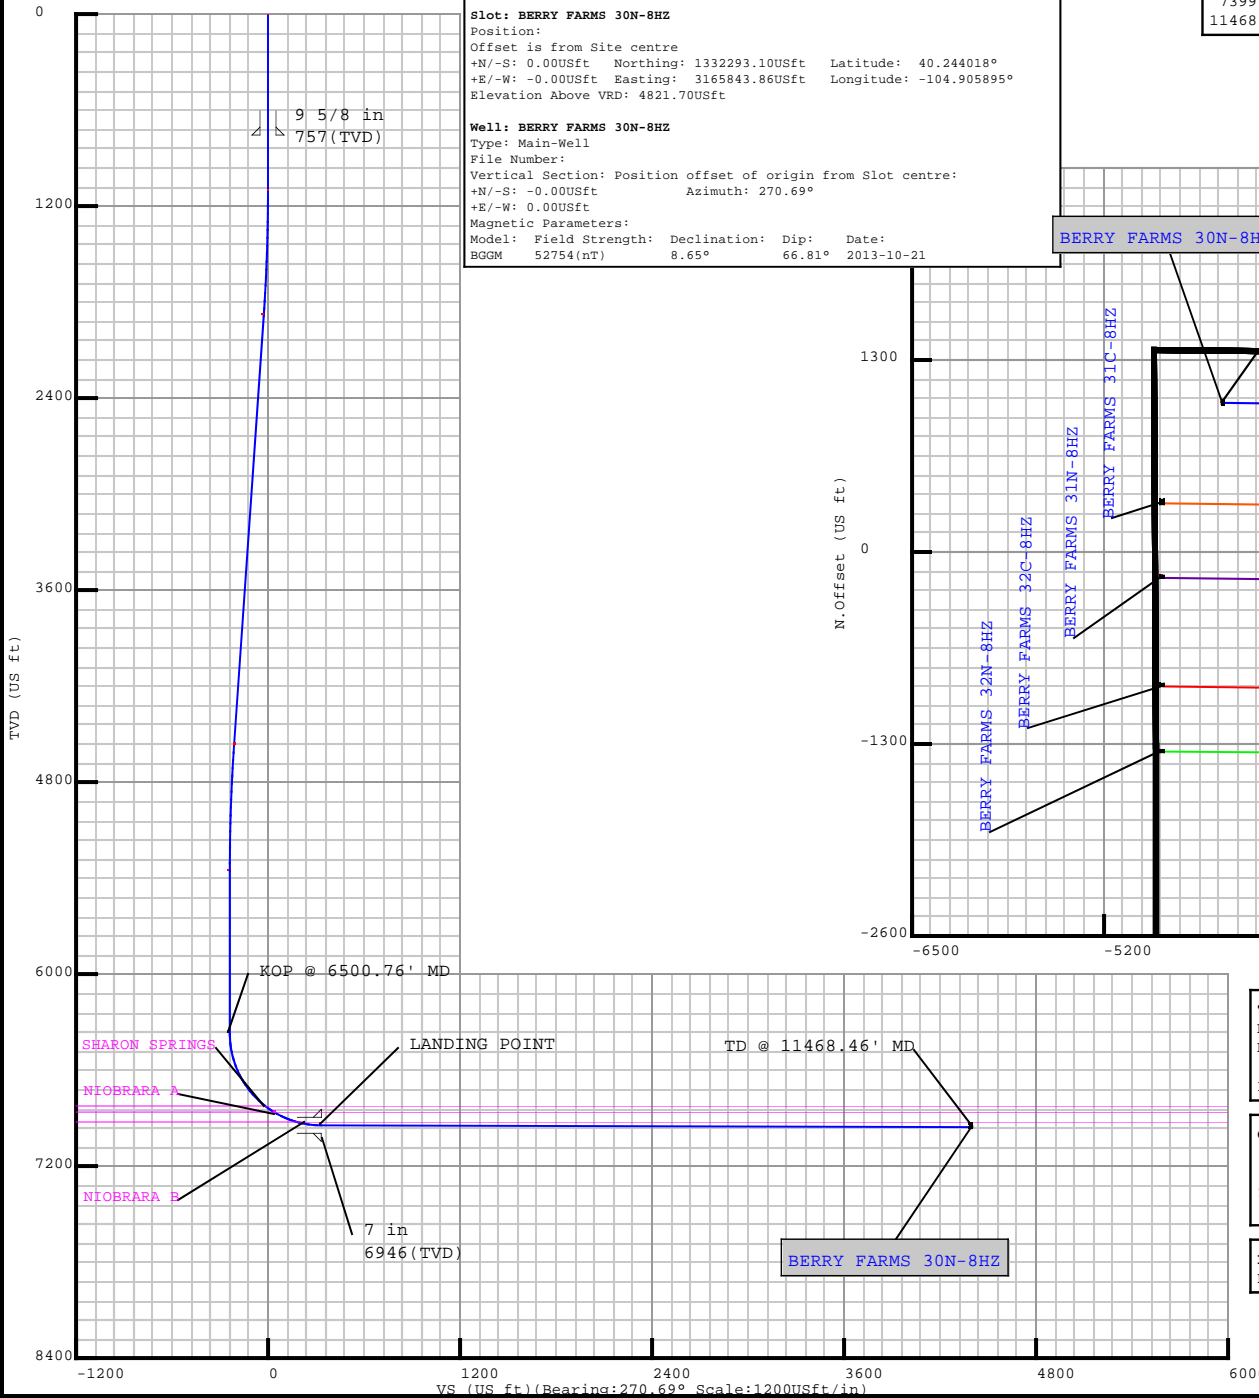 7399
11468
Slot: BERRY FARMS 30N-8HZ
Position:
Offset is from Site centre
+N/-S: 0.00USft Northing: 1332293.10USft Latitude: 40.244018°
+E/-W: -0.00USft Easting: 3165843.86USft Longitude: -104.905895°
Elevation Above VRD: 4821.70USft
Well: BERRY FARMS 30N-8HZ
Type: Main-Well
File Number:
Vertical Section: Position offset of origin from Slot centre:
+N/-S: -0.00USft Azimuth: 270.69°
+E/-W: 0.00USft
Magnetic Parameters:
Model: Field Strength: Declination: Dip: Date:
BGGM 52754(nT) 8.65° 66.81° 2013-10-21
0
9 5/8 in
757(TVD)
1200
2400
3600
4800
6000
7200
8400
TVD (US ft)
KOP @ 6500.76' MD
SHARON SPRINGS
LANDING POINT
TD @ 11468.46' MD
NIOBRARA A
NIOBRARA B
7 in
6946(TVD)
BERRY FARMS 30N-8HZ
-1200
0
1200
2400
3600
4800
VS (US ft)(Bearing:270.69° Scale:1200USft/in)
BERRY FARMS 30N-8H
1300
0
-1300
-2600
N.Offset (US ft)
BERRY FARMS 31C-8HZ
BERRY FARMS 31N-8HZ
BERRY FARMS 32C-8HZ
BERRY FARMS 32N-8HZ
-6500
-5200